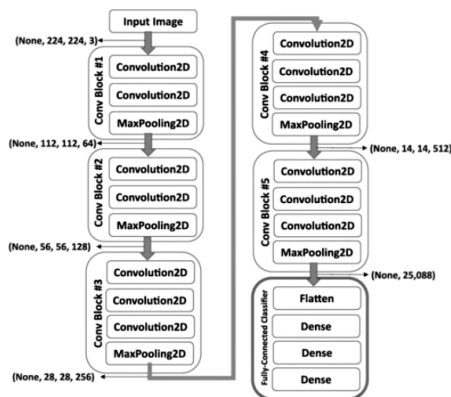 Input Image
(None, 224, 224, 3)
Conv Block #1
Convolution2D
Convolution2D
MaxPooling2D
(None, 112, 112, 64)
Conv Block #2
Convolution2D
Convolution2D
MaxPooling2D
(None, 56, 56, 128)
Conv Block #3
Convolution2D
Convolution2D
Convolution2D
MaxPooling2D
(None, 28, 28, 256)
Conv Block #4
Convolution2D
Convolution2D
Convolution2D
MaxPooling2D
(None, 14, 14, 512)
Conv Block #5
Convolution2D
Convolution2D
Convolution2D
MaxPooling2D
(None, 25,088)
Fully-Connected Classifier
Flatten
Dense
Dense
Dense